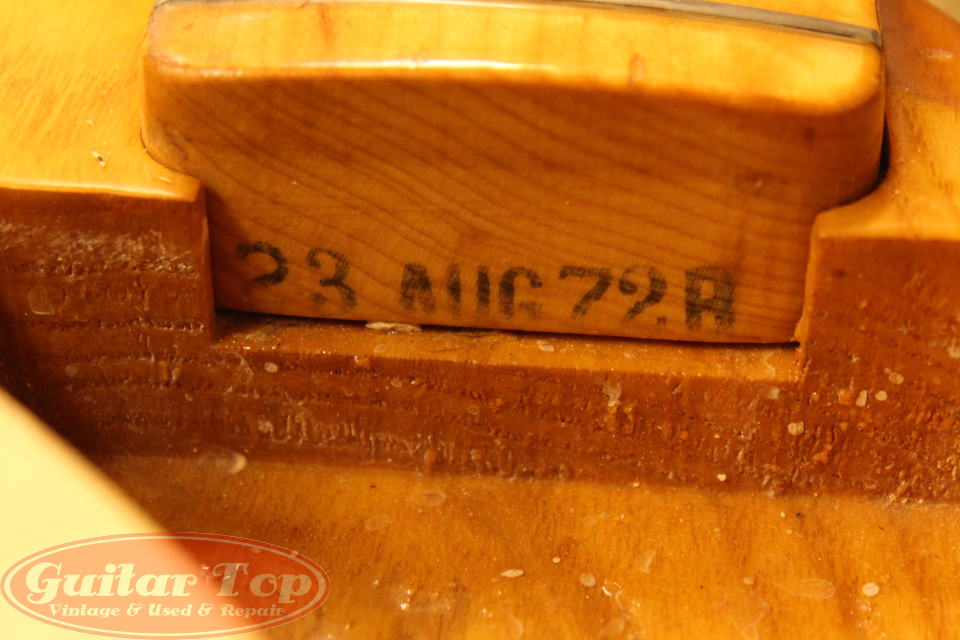 23 AUG 72 B
Guitar Top
Vintage & Used & Repair